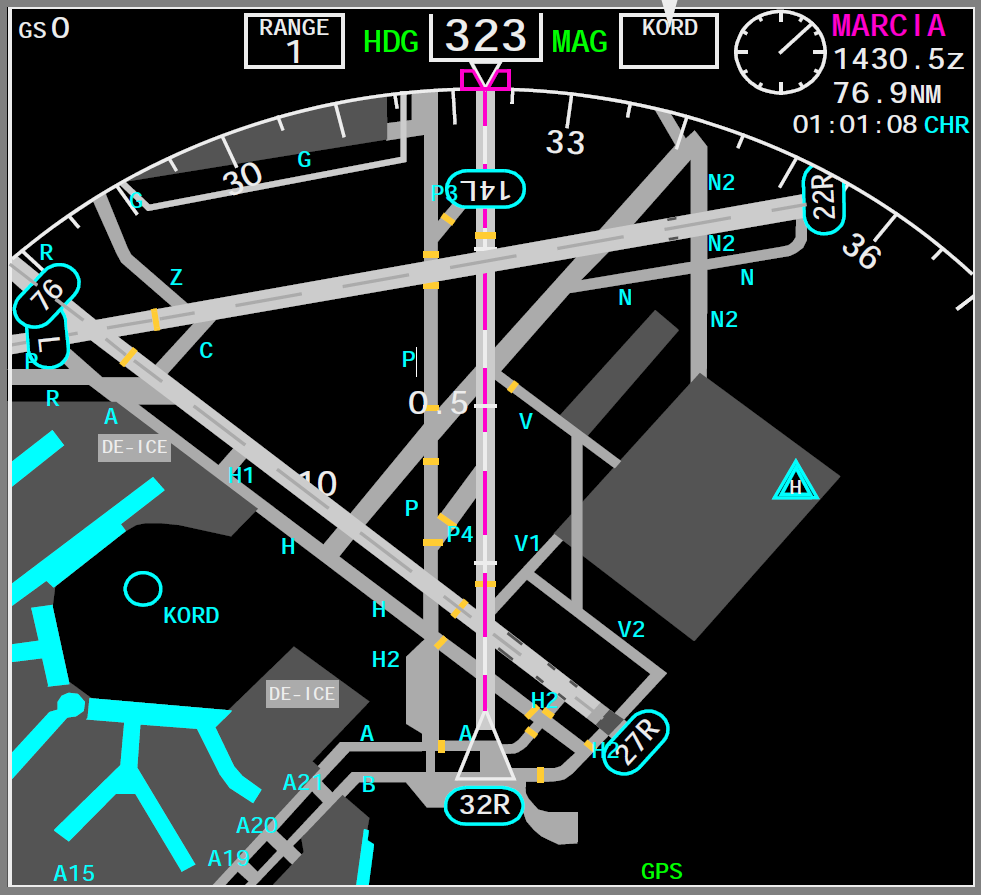 GS 0
RANGE
1
HDG 323 MAG
KORD
MARCIA
1430.5z
76.9NM
01:01:08 CHR
33
G
30
P3
14L
N2
22R
G
36
R
N2
Z
N
N
76
N2
L
C
P
P
R
0.5
A
V
DE-ICE
H1
10
H
P
P4
V1
H
KORD
V2
H
H2
DE-ICE
H2
A
A
H2
27R
A21
B
32R
A20
A19
A15
GPS